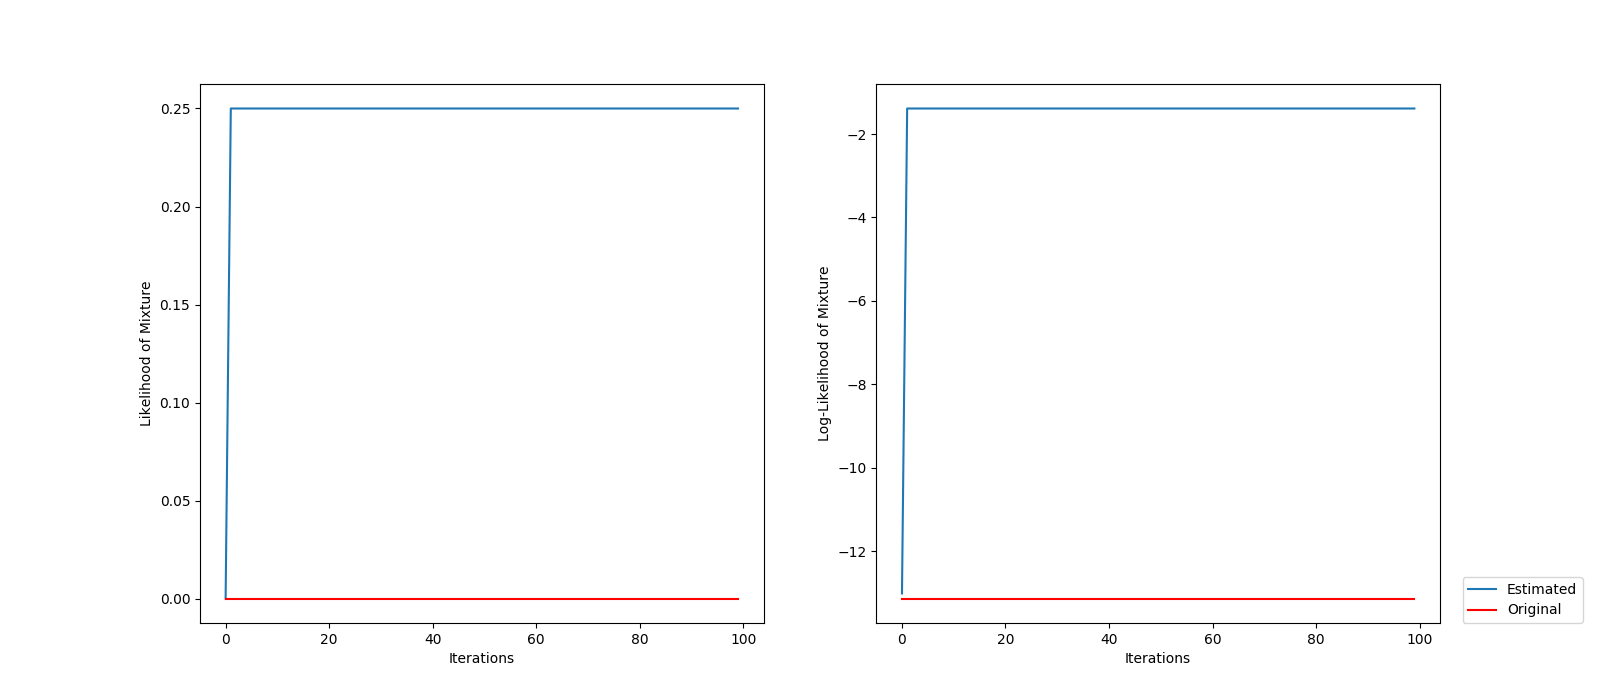 Likelihood of Mixture
0.25
0.20
0.15
0.10
0.05
0.00
0 20 40 60 80 100
Iterations
Log-Likelihood of Mixture
−2
−4
−6
−8
−10
−12
0 20 40 60 80 100
Iterations
Estimated
Original